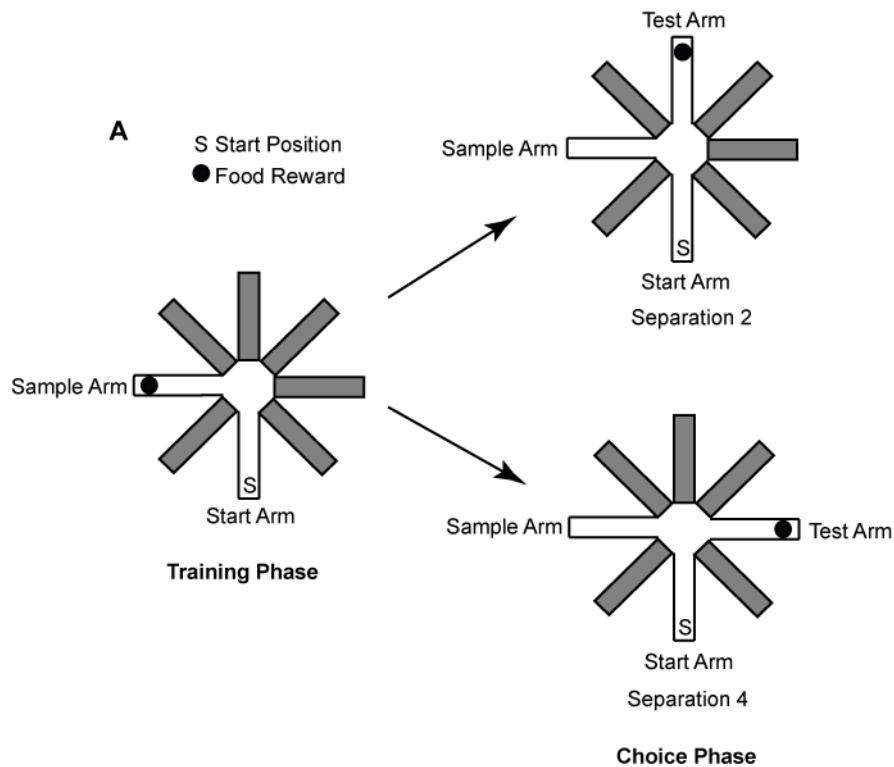 A
S Start Position
Food Reward
Sample Arm
S
Start Arm
Training Phase
Test Arm
Sample Arm
S
Start Arm
Separation 2
Sample Arm
Test Arm
S
Start Arm
Separation 4
Choice Phase